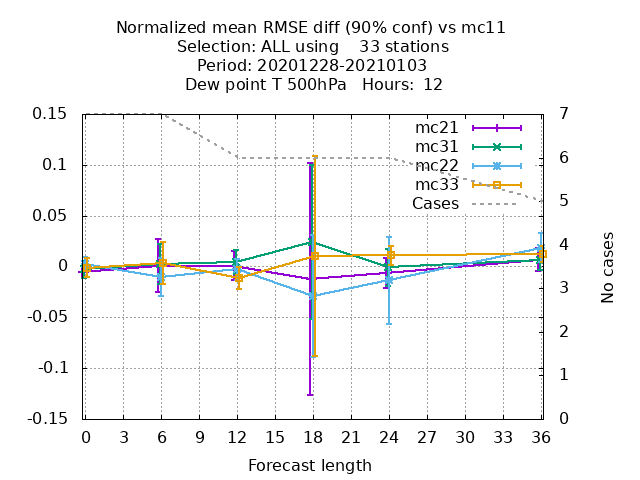 Normalized mean RMSE diff (90% conf) vs mc11
Selection: ALL using    33 stations
Period: 20201228-20210103
Dew point T 500hPa   Hours:  12
0.15
0.1
0.05
0
-0.05
-0.1
-0.15
7
6
5
4
3
2
1
0
mc21
mc31
mc22
mc33
Cases
No cases
0 3 6 9 12 15 18 21 24 27 30 33 36
Forecast length